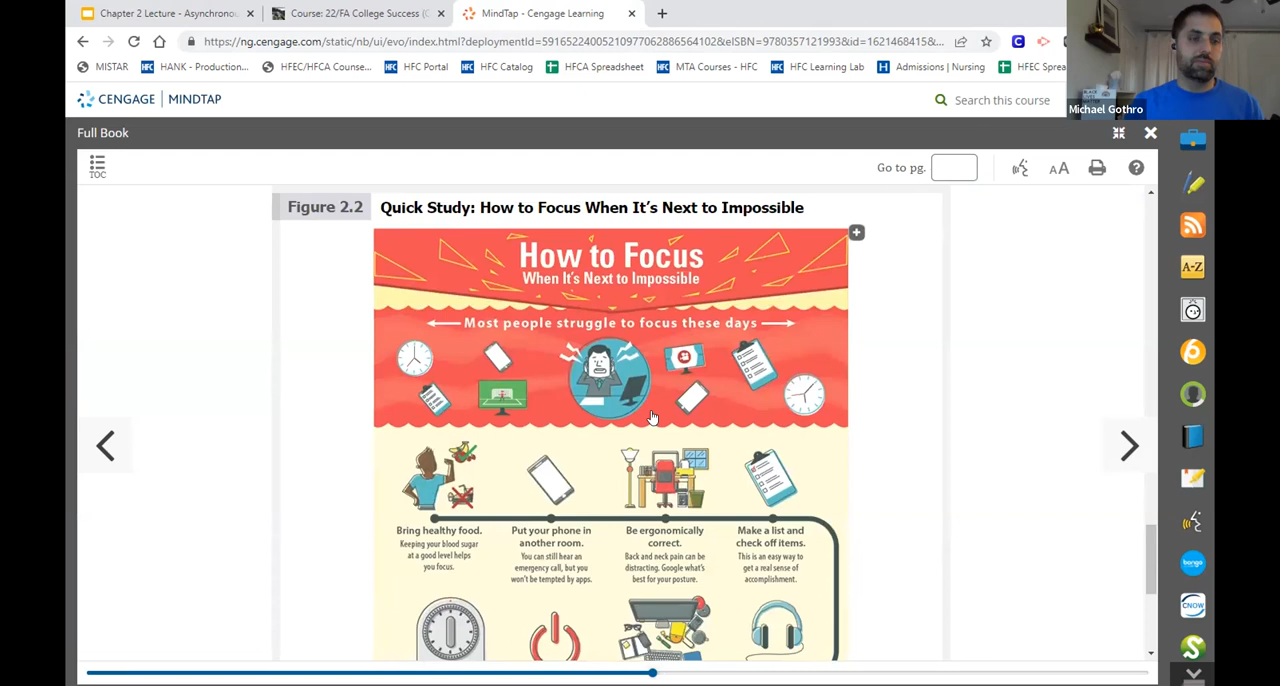 Chapter 2 Lecture - Asynchronou
Course: 22/FA College Success (
MindTap - Cengage Learning
https://ng.cengage.com/static/nb/ui/evo/index.html?deploymentId=59165224005210977062886564102&eISBN=9780357121993&id=1621468415&...
MISTAR
HANK - Production...
HFEC/HFCA Counse...
HFC Portal
HFC Catalog
HFCA Spreadsheet
MTA Courses - HFC
HFC Learning Lab
Admissions | Nursing
HFEC Sprea
Michael Gothro
CENGAGE | MINDTAP
Search this course
Full Book
TOC
Go to pg.
AA
Figure 2.2 Quick Study: How to Focus When It's Next to Impossible
How to Focus
When It's Next to Impossible
Most people struggle to focus these days
Bring healthy food.
Keeping your blood sugar
at a good level helps
you focus.
Put your phone in
another room.
You can still hear an
emergency call, but you
won't be tempted by apps.
Be ergonomically
correct.
Back and neck pain can be
distracting. Google what's
best for your posture.
Make a list and
check off items.
This is an easy way to
get a real sense of
accomplishment.
A-Z
bongo
CNOW